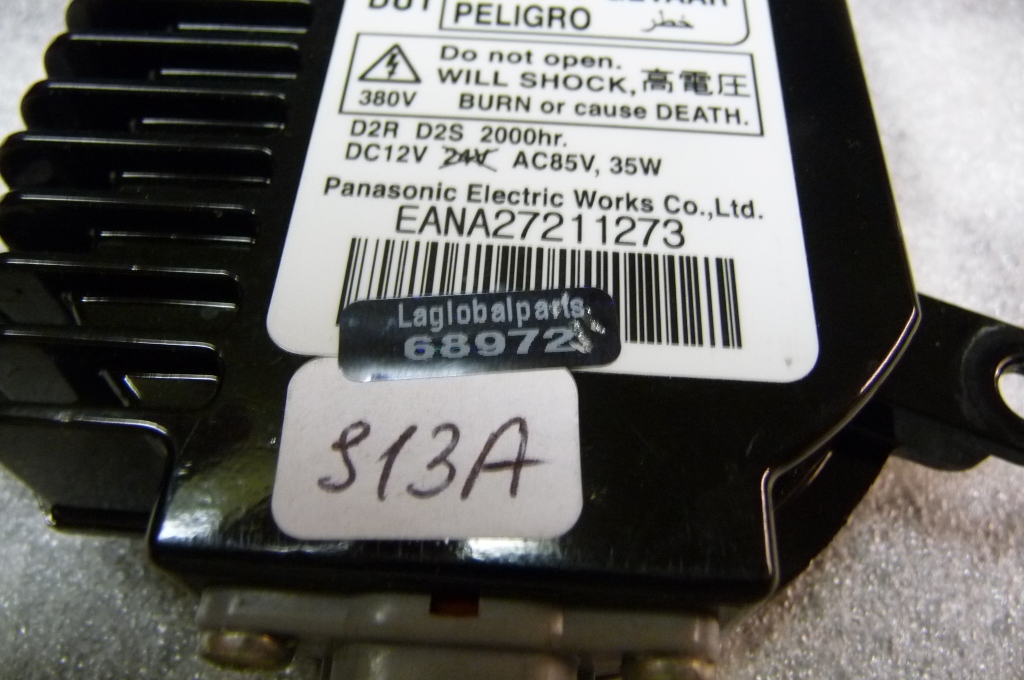 PELIGRO خطر
Do not open.
WILL SHOCK, 高電圧
380V BURN or cause DEATH.
D2R D2S 2000hr.
DC12V 24V AC85V, 35W
Panasonic Electric Works Co.,Ltd.
EANA27211273
Laglobalparts
68972
S13A